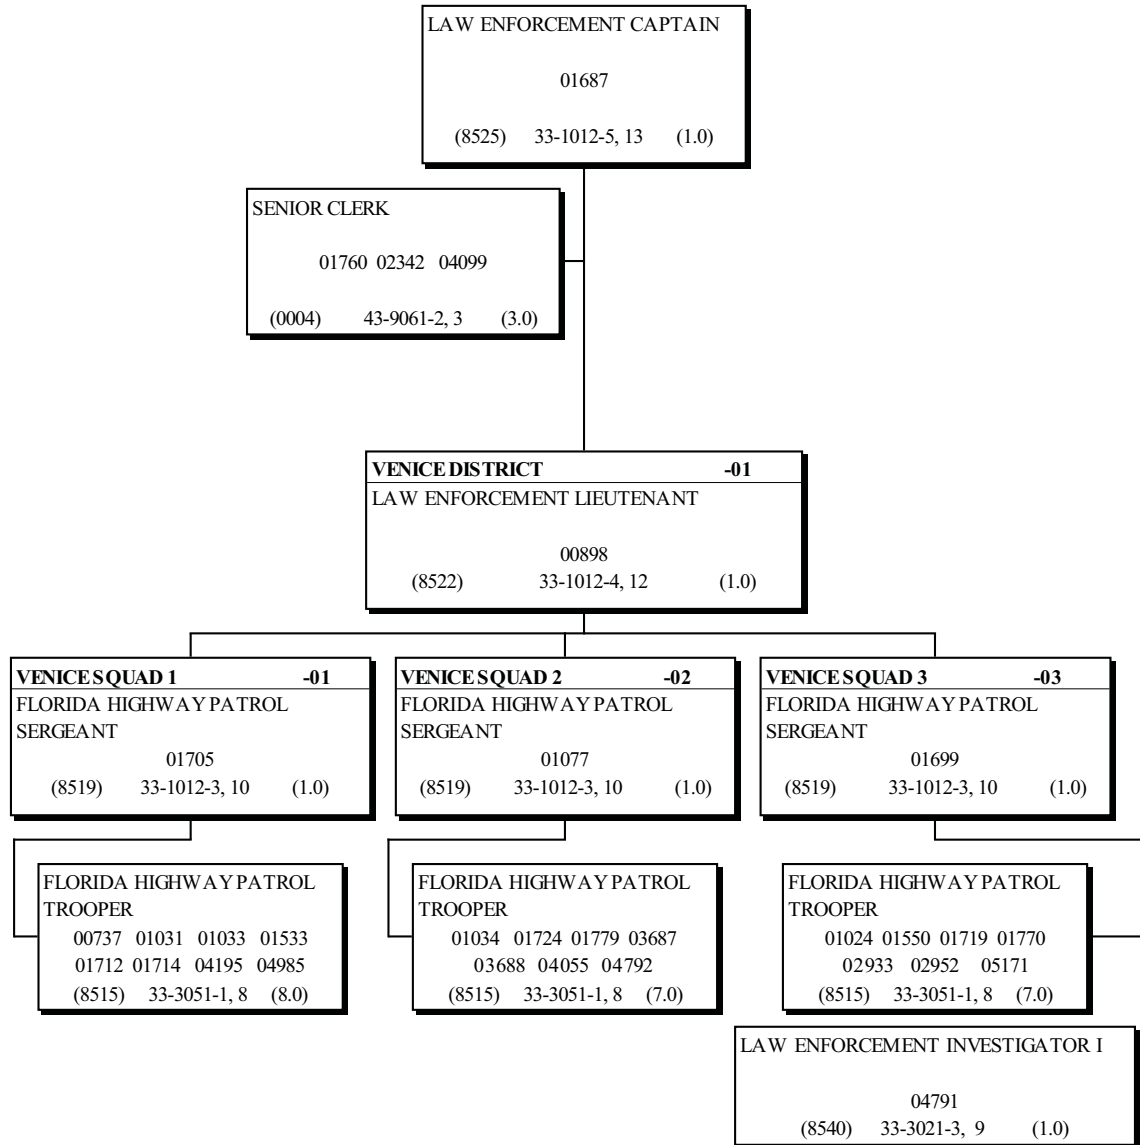 LAW ENFORCEMENT CAPTAIN
01687
(8525) 33-1012-5, 13 (1.0)
SENIOR CLERK
01760 02342 04099
(0004) 43-9061-2, 3 (3.0)
VENICE DISTRICT -01
LAW ENFORCEMENT LIEUTENANT
00898
(8522) 33-1012-4, 12 (1.0)
VENICE SQUAD 1 -01
FLORIDA HIGHWAY PATROL
SERGEANT
01705
(8519) 33-1012-3, 10 (1.0)
VENICE SQUAD 2 -02
FLORIDA HIGHWAY PATROL
SERGEANT
01077
(8519) 33-1012-3, 10 (1.0)
VENICE SQUAD 3 -03
FLORIDA HIGHWAY PATROL
SERGEANT
01699
(8519) 33-1012-3, 10 (1.0)
FLORIDA HIGHWAY PATROL
TROOPER
00737 01031 01033 01533
01712 01714 04195 04985
(8515) 33-3051-1, 8 (8.0)
FLORIDA HIGHWAY PATROL
TROOPER
01034 01724 01779 03687
03688 04055 04792
(8515) 33-3051-1, 8 (7.0)
FLORIDA HIGHWAY PATROL
TROOPER
01024 01550 01719 01770
02933 02952 05171
(8515) 33-3051-1, 8 (7.0)
LAW ENFORCEMENT INVESTIGATOR I
04791
(8540) 33-3021-3, 9 (1.0)